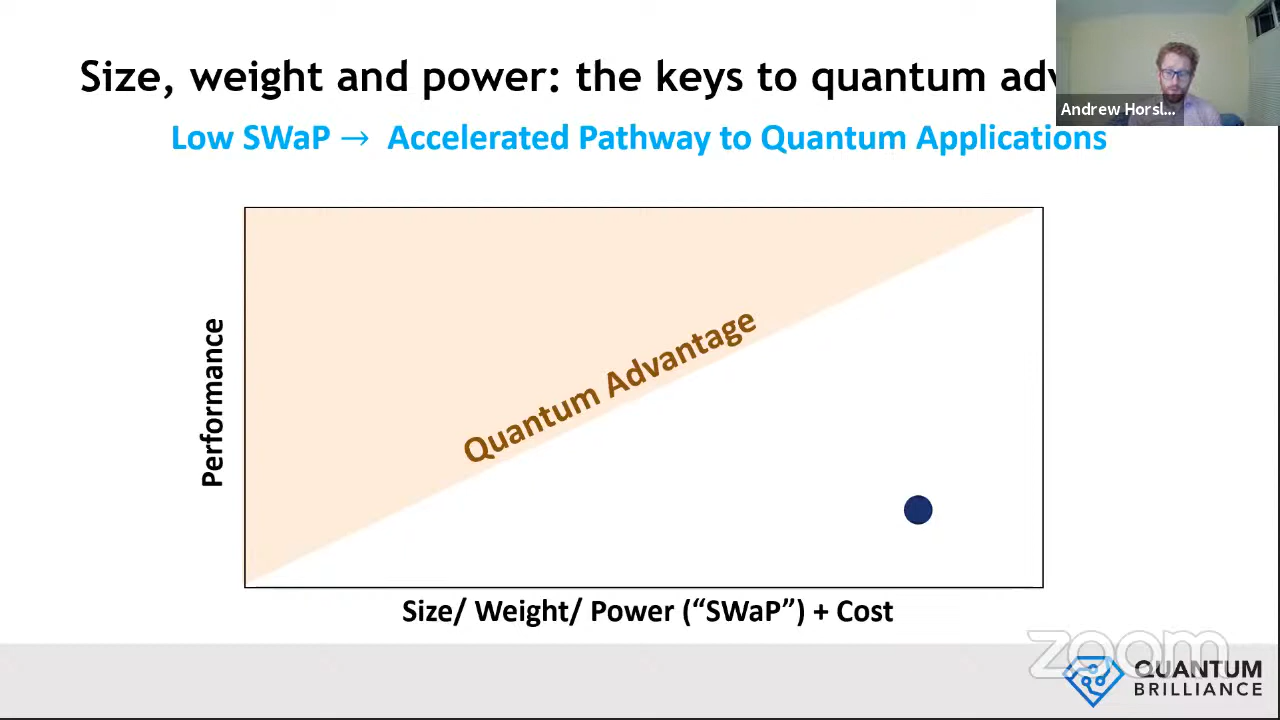 Size, weight and power: the keys to quantum adv
Andrew Horsl...
Low SWaP → Accelerated Pathway to Quantum Applications
Quantum Advantage
Performance
Size/ Weight/ Power (“SWaP”) + Cost
zoom
QUANTUM
BRILLIANCE